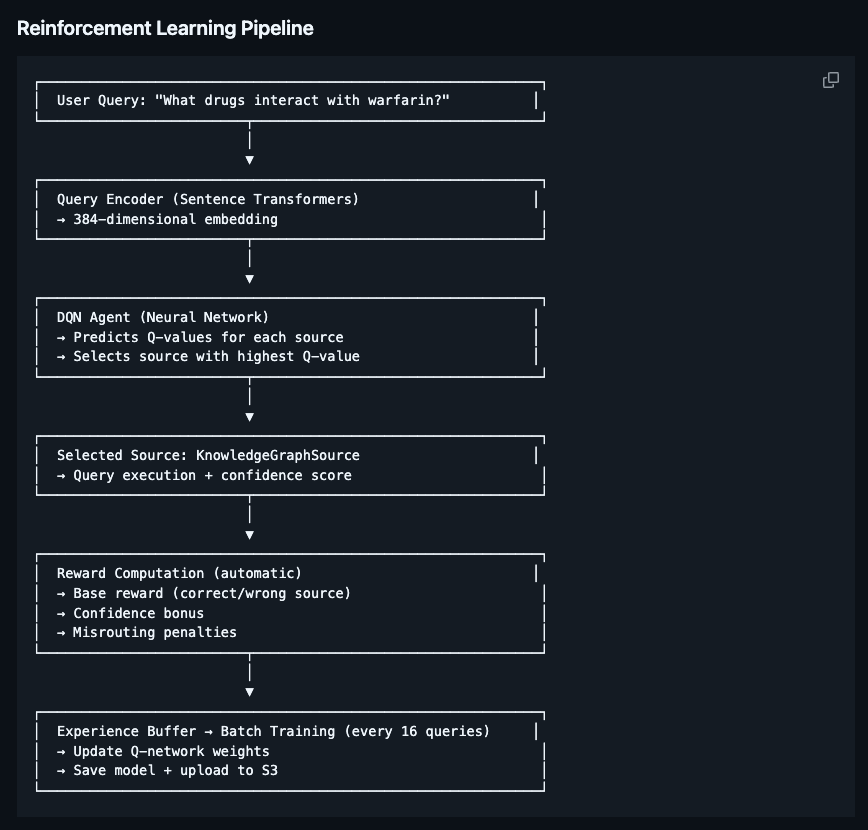 Reinforcement Learning Pipeline
User Query: "What drugs interact with warfarin?"
Query Encoder (Sentence Transformers)
→ 384-dimensional embedding
DQN Agent (Neural Network)
→ Predicts Q-values for each source
→ Selects source with highest Q-value
Selected Source: KnowledgeGraphSource
→ Query execution + confidence score
Reward Computation (automatic)
→ Base reward (correct/wrong source)
→ Confidence bonus
→ Misrouting penalties
Experience Buffer → Batch Training (every 16 queries)
→ Update Q-network weights
→ Save model + upload to S3